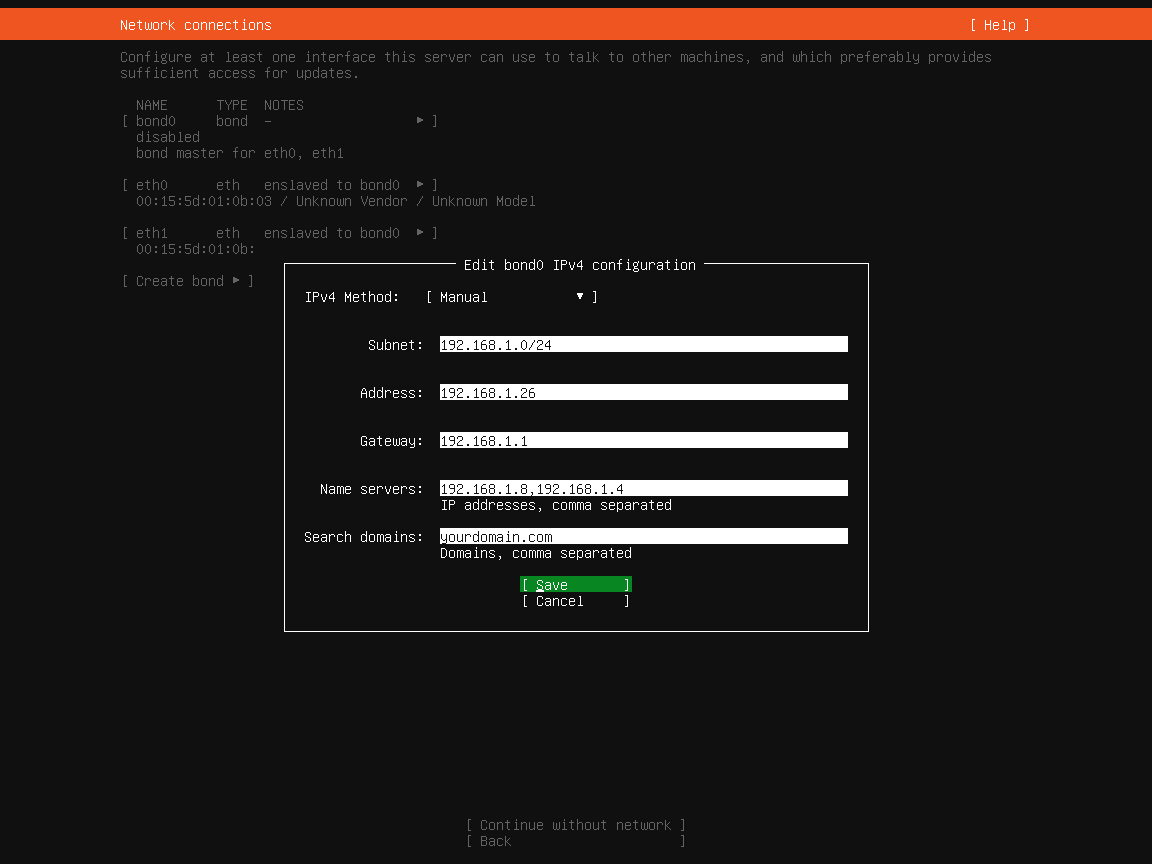 Network connections [ Help ]
Configure at least one interface this server can use to talk to other machines, and which preferably provides
sufficient access for updates.
NAME TYPE NOTES
[ bond0 bond – ▸ ]
disabled
bond master for eth0, eth1
[ eth0 eth enslaved to bond0 ▸ ]
00:15:5d:01:0b:03 / Unknown Vendor / Unknown Model
[ eth1 eth enslaved to bond0 ▸ ]
00:15:5d:01:0b:
[ Create bond ▸ ]
Edit bond0 IPv4 configuration
IPv4 Method: [ Manual ▾ ]
Subnet: 192.168.1.0/24
Address: 192.168.1.26
Gateway: 192.168.1.1
Name servers: 192.168.1.8,192.168.1.4
IP addresses, comma separated
Search domains: yourdomain.com
Domains, comma separated
[ Save ]
[ Cancel ]
[ Continue without network ]
[ Back ]